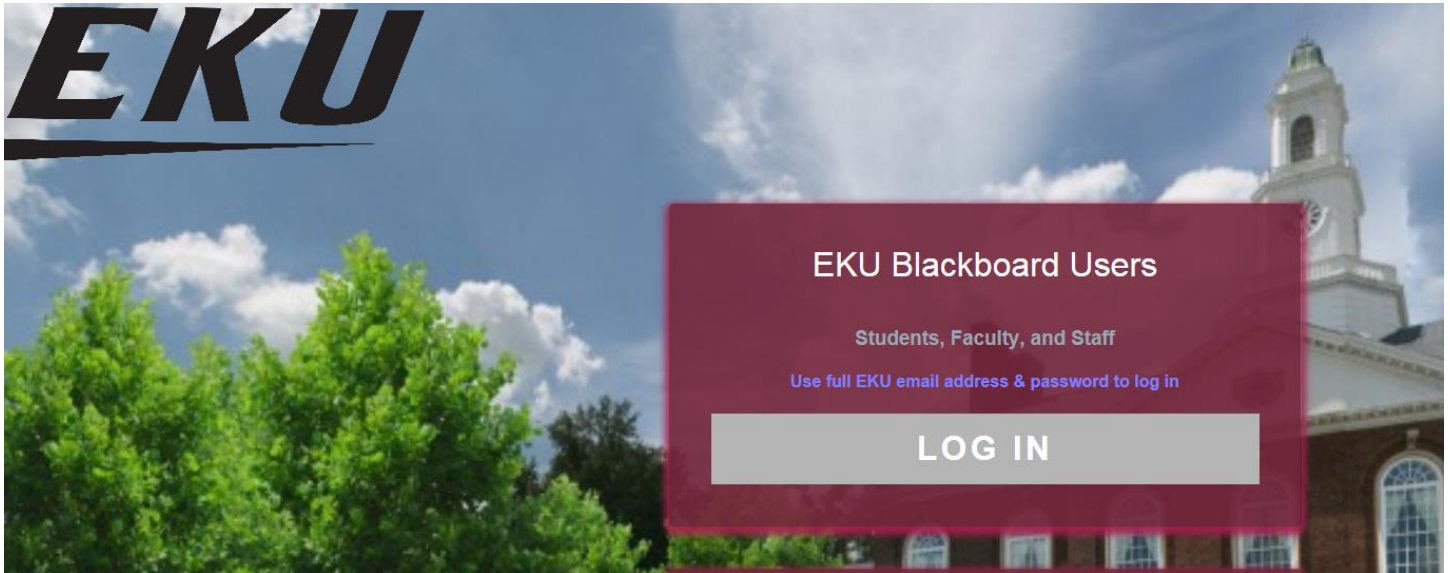 EKU
EKU Blackboard Users
Students, Faculty, and Staff
Use full EKU email address & password to log in
LOG IN